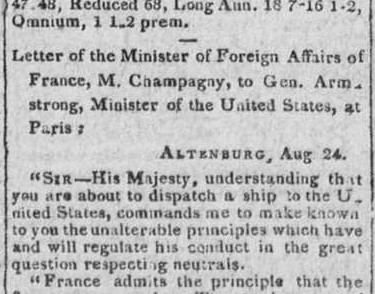 47.48, Reduced 68, Long Ann. 18 7-16 1-2,
Omnium, 1 1-2 prem.
Letter of the Minister of Foreign Affairs of
France, M. Champagny, to Gen. Arm-
strong, Minister of the United States, at
Paris :
ALTENBURG, Aug 24.
"SIR—His Majesty, understanding that
you are about to dispatch a ship to the U-
nited States, commands me to make known
to you the unalterable principles which have
and will regulate his conduct in the great
question respecting neutrals.
"France admits the principle that the